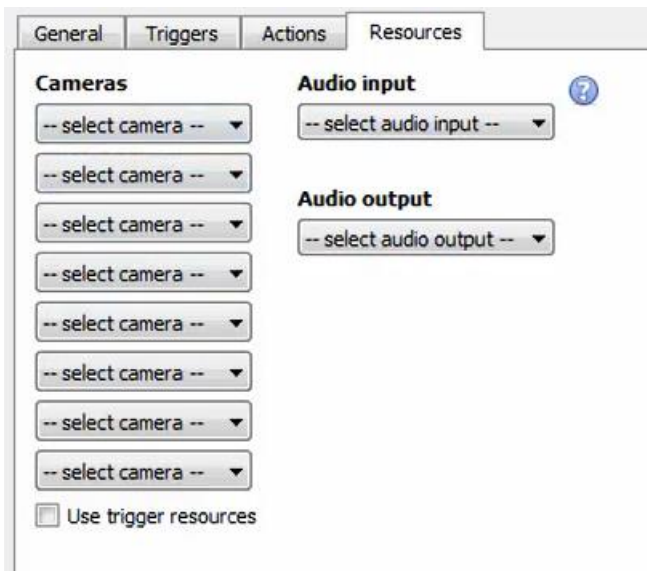 General Triggers Actions Resources
Cameras
-- select camera --
-- select camera --
-- select camera --
-- select camera --
-- select camera --
-- select camera --
-- select camera --
-- select camera --
Use trigger resources
Audio input
-- select audio input --
Audio output
-- select audio output --
?